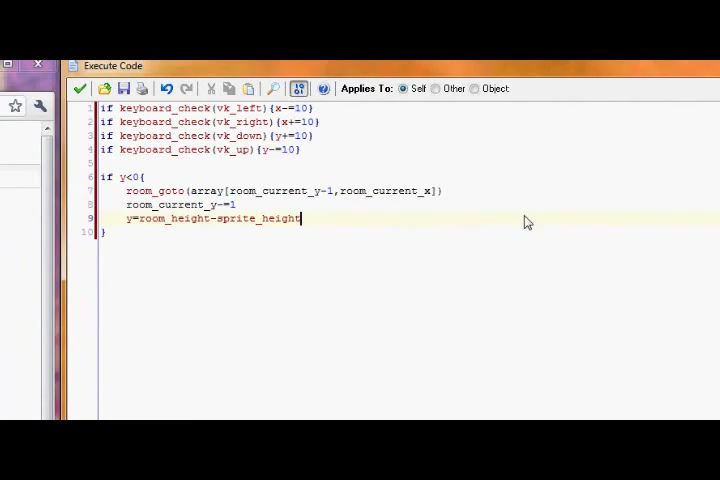 Execute Code
Applies To: Self Other Object
1 if keyboard_check(vk_left){x-=10}
2 if keyboard_check(vk_right){x+=10}
3 if keyboard_check(vk_down){y+=10}
4 if keyboard_check(vk_up){y-=10}
5
6 if y<0{
7 room_goto(array[room_current_y-1,room_current_x])
8 room_current_y-=1
9 y=room_height-sprite_height
10 }